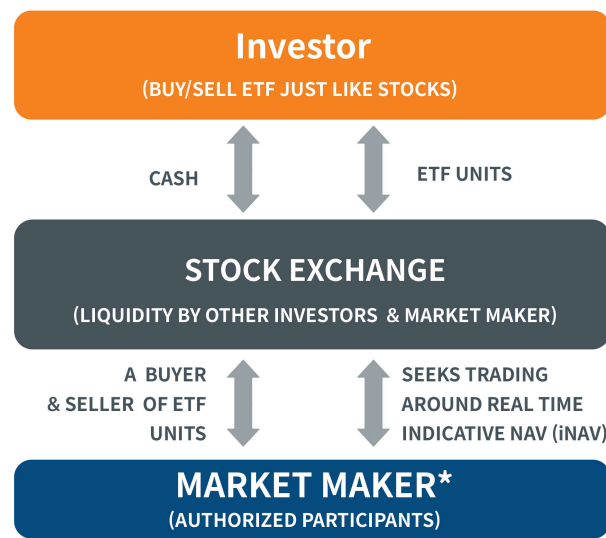 Investor
(BUY/SELL ETF JUST LIKE STOCKS)
CASH
ETF UNITS
STOCK EXCHANGE
(LIQUIDITY BY OTHER INVESTORS & MARKET MAKER)
A BUYER
& SELLER OF ETF
UNITS
SEEKS TRADING
AROUND REAL TIME
INDICATIVE NAV (iNAV)
MARKET MAKER*
(AUTHORIZED PARTICIPANTS)